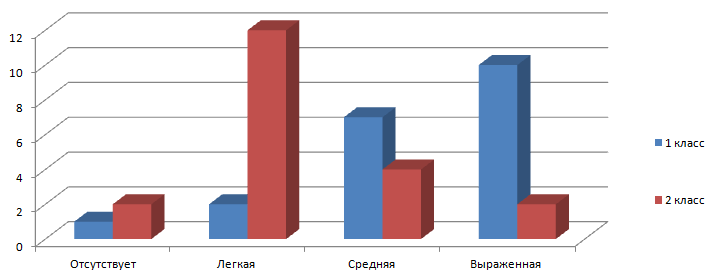 12
10
8
6
4
2
0
Отсутствует
Легкая
Средняя
Выраженная
1 класс
2 класс